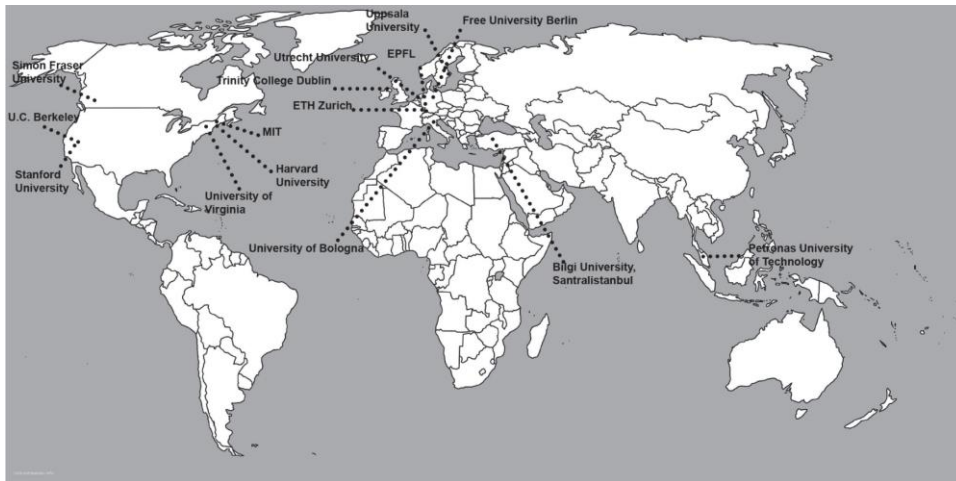 Uppsala
University
Free University Berlin
EPFL
Utrecht University
Simon Fraser
University
Trinity College Dublin
ETH Zurich
U.C. Berkeley
MIT
Stanford
University
Harvard
University
University of
Virginia
University of Bologna
Bilgi University,
Santralistanbul
Petronas University
of Technology